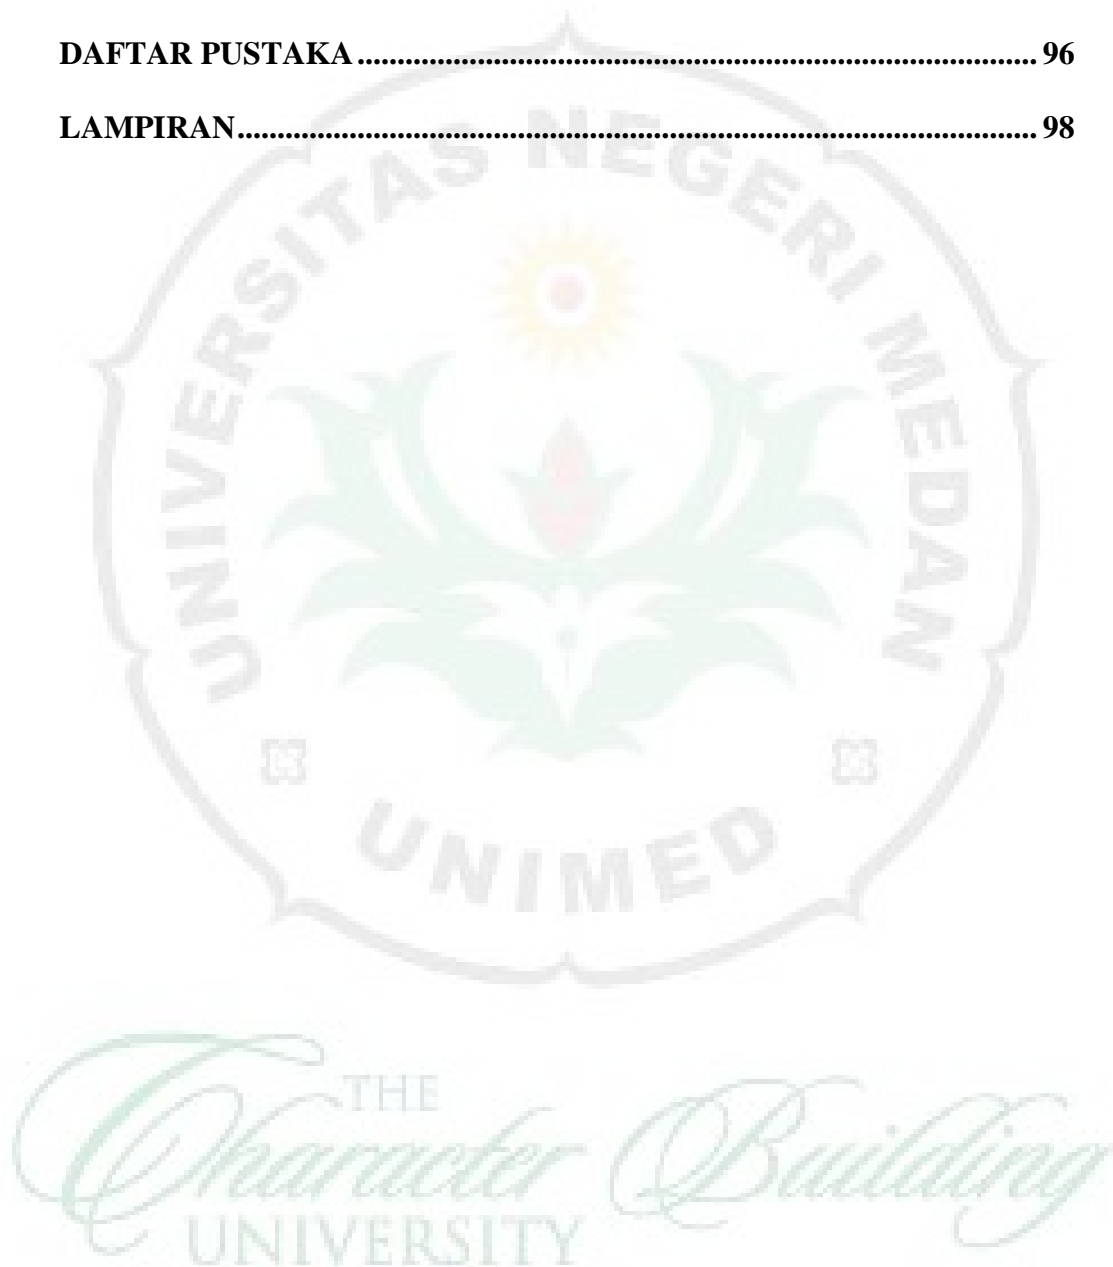 DAFTAR PUSTAKA ........................................................................................ 96
LAMPIRAN....................................................................................................... 98
UNIVERSITAS NEGERI MEDAN
UNIMED
THE
Character Building
UNIVERSITY